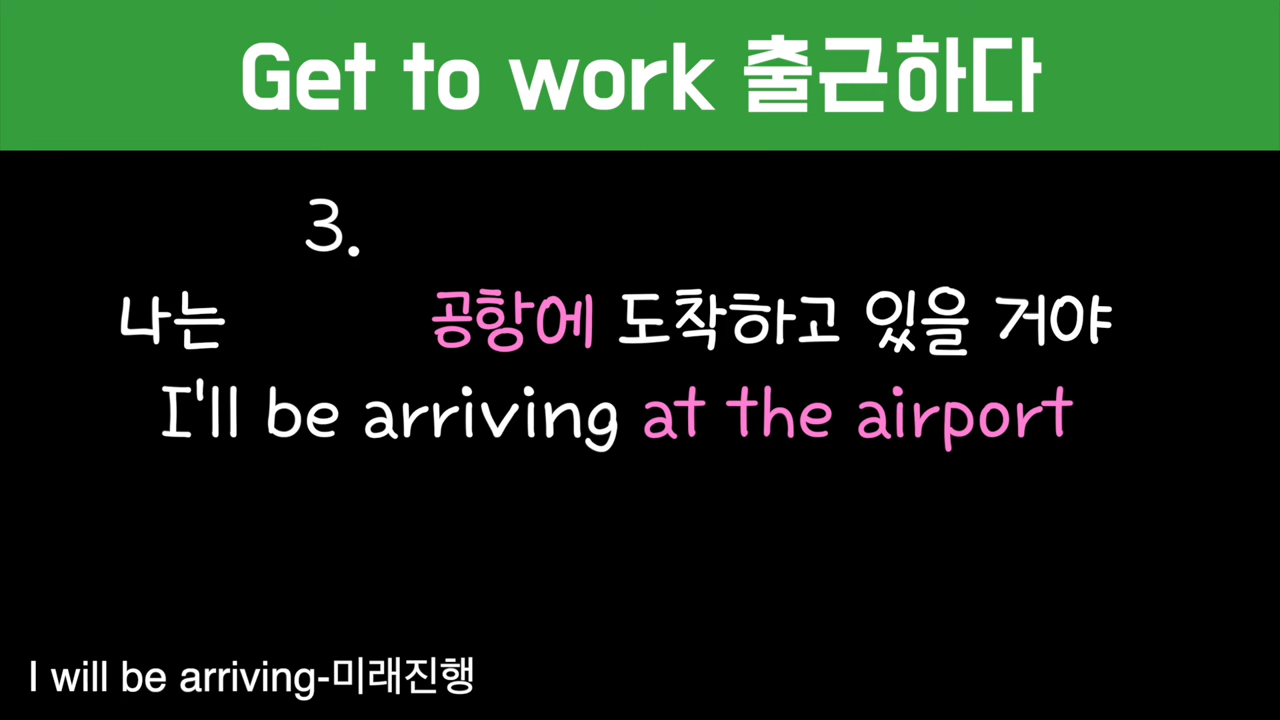 Get to work 출근하다
3.
나는 공항에 도착하고 있을 거야
I'll be arriving at the airport
I will be arriving-미래진행